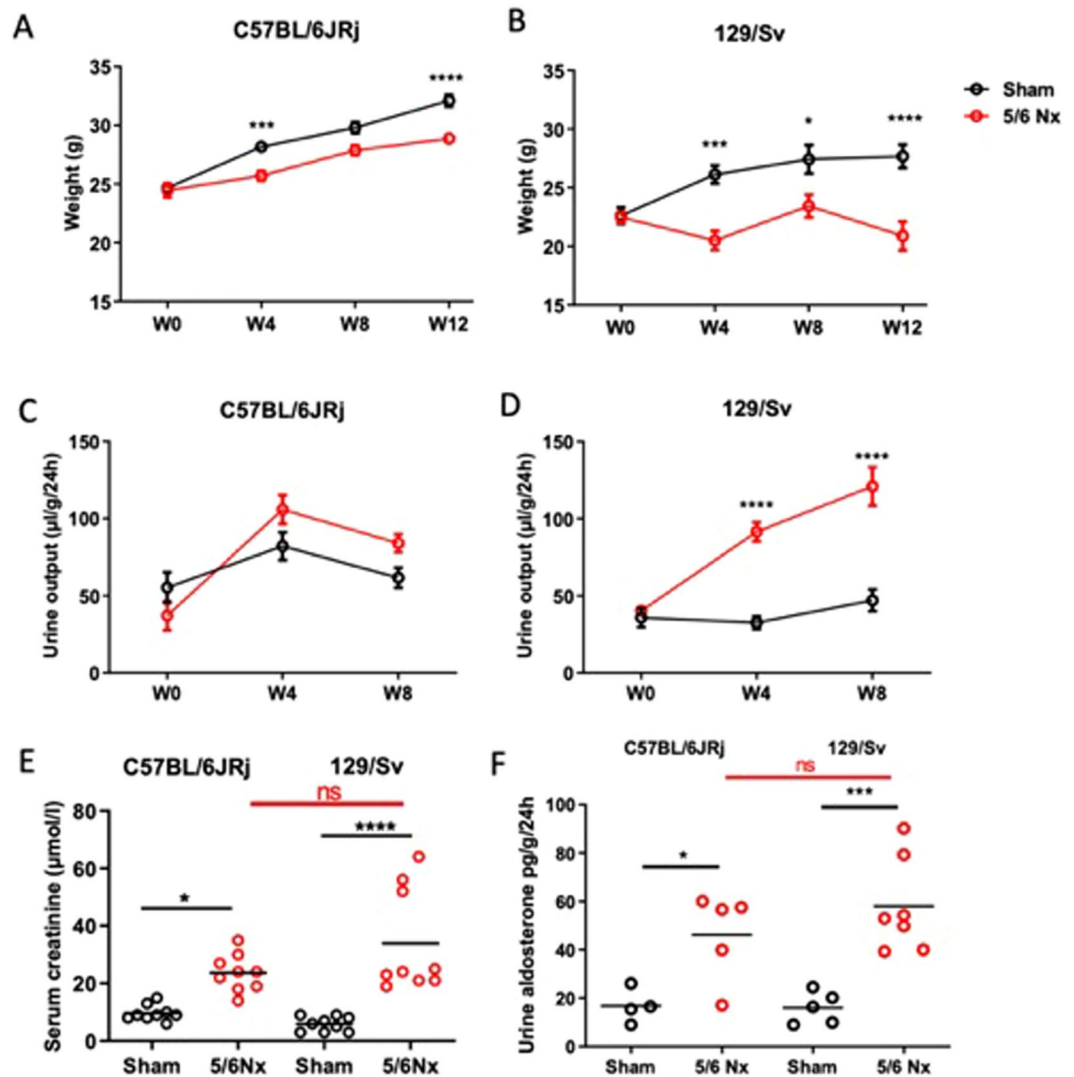 A
C57BL/6JRj
Weight (g)
35
30
25
20
15
***
****
W0 W4 W8 W12
B
129/Sv
Weight (g)
35
30
25
20
15
***
*
****
W0 W4 W8 W12
Sham
5/6 Nx
C
C57BL/6JRj
Urine output (µl/g/24h)
150
100
50
0
W0 W4 W8
D
129/Sv
Urine output (µl/g/24h)
150
100
50
0
****
****
W0 W4 W8
E
C57BL/6JRj 129/Sv
ns
****
*
Serum creatinine (µmol/l)
80
60
40
20
0
Sham 5/6Nx Sham 5/6Nx
F
C57BL/6JRj 129/Sv
ns
***
*
Urine aldosterone pg/g/24h
100
80
60
40
20
0
Sham 5/6 Nx Sham 5/6 Nx